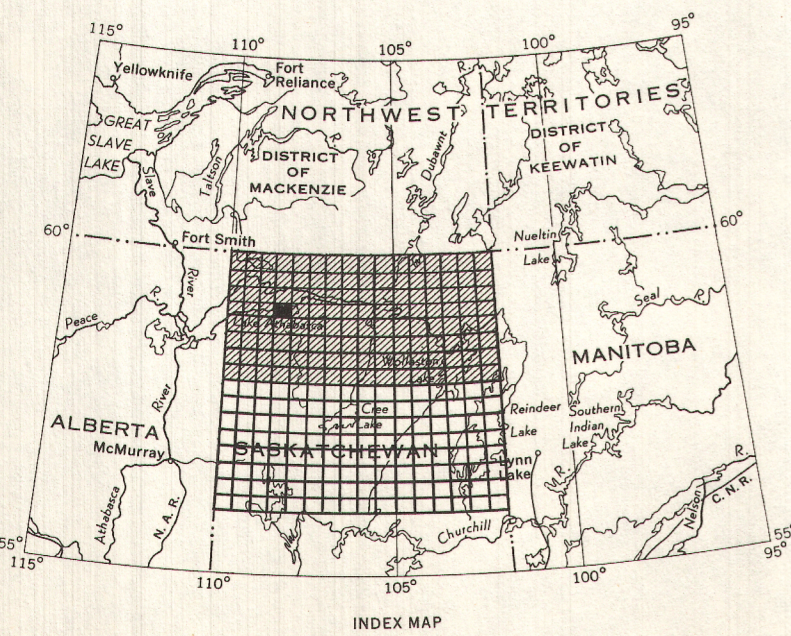 115°
110°
105°
100°
95°
Yellowknife
Fort
Reliance
R.
NORTHWEST TERRITORIES
GREAT
SLAVE
LAKE
Slave
River
Taltson
R.
DISTRICT
OF
MACKENZIE
Dubawnt
DISTRICT
OF
KEEWATIN
60°
Fort Smith
Nueltin
Lake
60°
Peace
R.
Lake Athabasca
Seal R.
Wollaston
Lake
MANITOBA
River
ALBERTA
McMurray
Cree
Lake
SASKATCHEWAN
Reindeer
Lake
Southern
Indian
Lake
Lynn
Lake
R.
R.
Athabasca
N.A.R.
Churchill
Nelson
C.N.R.
55°
115°
110°
105°
100°
55°
95°
INDEX MAP